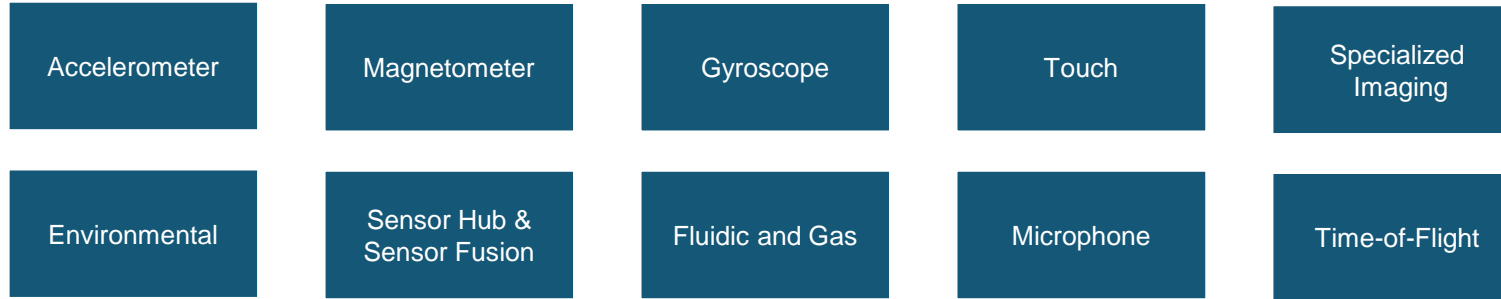 Accelerometer
Magnetometer
Gyroscope
Touch
Specialized
Imaging
Environmental
Sensor Hub &
Sensor Fusion
Fluidic and Gas
Microphone
Time-of-Flight